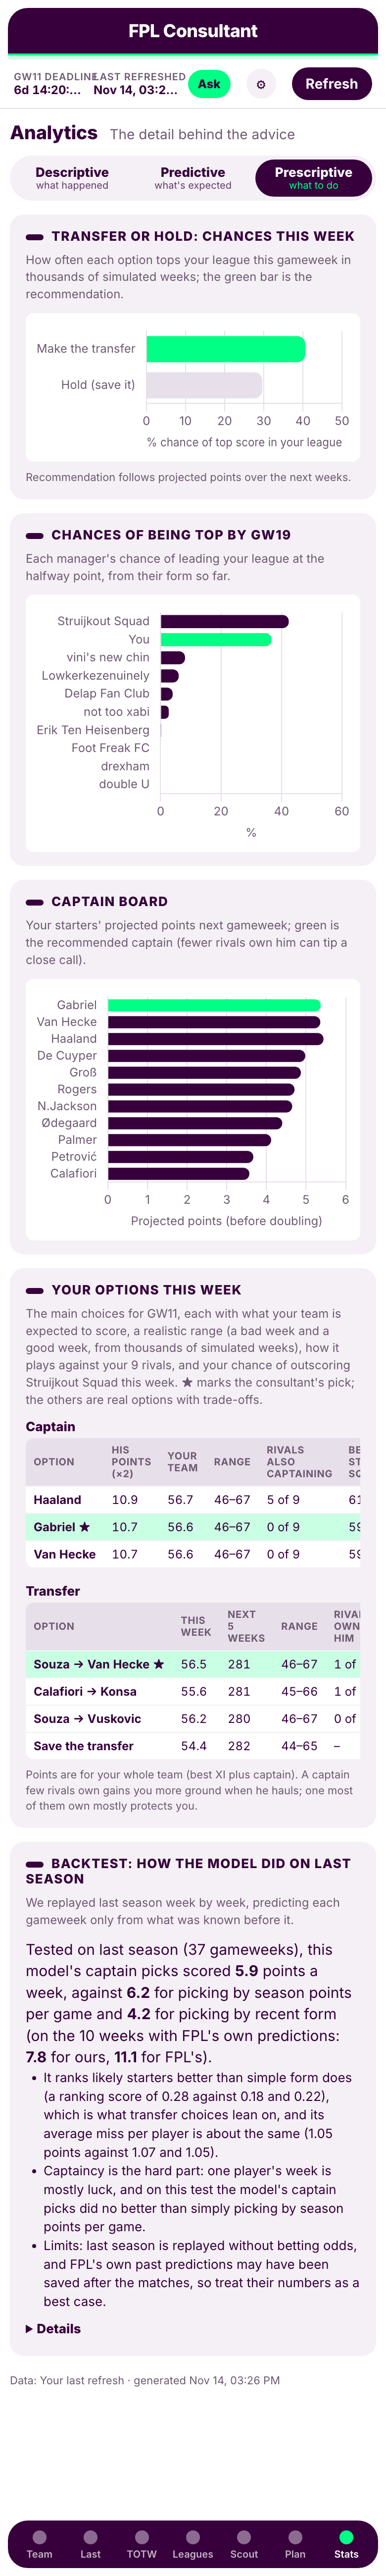 FPL Consultant
GW11 DEADLINE
LAST REFRESHED
6d 14:20:...
Nov 14, 03:2...
Ask
Refresh
Analytics The detail behind the advice
Descriptive
what happened
Predictive
what's expected
Prescriptive
what to do
TRANSFER OR HOLD: CHANCES THIS WEEK
How often each option tops your league this gameweek in
thousands of simulated weeks; the green bar is the
recommendation.
Make the transfer
Hold (save it)
0 10 20 30 40 50
% chance of top score in your league
Recommendation follows projected points over the next weeks.
CHANCES OF BEING TOP BY GW19
Each manager's chance of leading your league at the
halfway point, from their form so far.
Struijkout Squad
You
vini's new chin
Lowkerkezenuinely
Delap Fan Club
not too xabi
Erik Ten Heisenberg
Foot Freak FC
drexham
double U
0 20 40 60
%
CAPTAIN BOARD
Your starters' projected points next gameweek; green is
the recommended captain (fewer rivals own him can tip a
close call).
Gabriel
Van Hecke
Haaland
De Cuyper
Groß
Rogers
N.Jackson
Ødegaard
Palmer
Petrović
Calafiori
0 1 2 3 4 5 6
Projected points (before doubling)
YOUR OPTIONS THIS WEEK
The main choices for GW11, each with what your team is
expected to score, a realistic range (a bad week and a
good week, from thousands of simulated weeks), how it
plays against your 9 rivals, and your chance of outscoring
Struijkout Squad this week. ★ marks the consultant's pick;
the others are real options with trade-offs.
Captain
OPTION HIS POINTS (×2) YOUR TEAM RANGE RIVALS ALSO CAPTAINING BE ST SQ
Haaland 10.9 56.7 46–67 5 of 9 61
Gabriel ★ 10.7 56.6 46–67 0 of 9 59
Van Hecke 10.7 56.6 46–67 0 of 9 59
Transfer
OPTION THIS WEEK NEXT 5 WEEKS RANGE RIVAL OWN HIM
Souza → Van Hecke ★ 56.5 281 46–67 1 of
Calafiori → Konsa 55.6 281 45–66 1 of
Souza → Vuskovic 56.2 280 46–67 0 of
Save the transfer 54.4 282 44–65 –
Points are for your whole team (best XI plus captain). A captain
few rivals own gains you more ground when he hauls; one most
of them own mostly protects you.
BACKTEST: HOW THE MODEL DID ON LAST
SEASON
We replayed last season week by week, predicting each
gameweek only from what was known before it.
Tested on last season (37 gameweeks), this
model's captain picks scored 5.9 points a
week, against 6.2 for picking by season points
per game and 4.2 for picking by recent form
(on the 10 weeks with FPL's own predictions:
7.8 for ours, 11.1 for FPL's).
• It ranks likely starters better than simple form does
(a ranking score of 0.28 against 0.18 and 0.22),
which is what transfer choices lean on, and its
average miss per player is about the same (1.05
points against 1.07 and 1.05).
• Captaincy is the hard part: one player's week is
mostly luck, and on this test the model's captain
picks did no better than simply picking by season
points per game.
• Limits: last season is replayed without betting odds,
and FPL's own past predictions may have been
saved after the matches, so treat their numbers as a
best case.
▶ Details
Data: Your last refresh · generated Nov 14, 03:26 PM
Team Last TOTW Leagues Scout Plan Stats